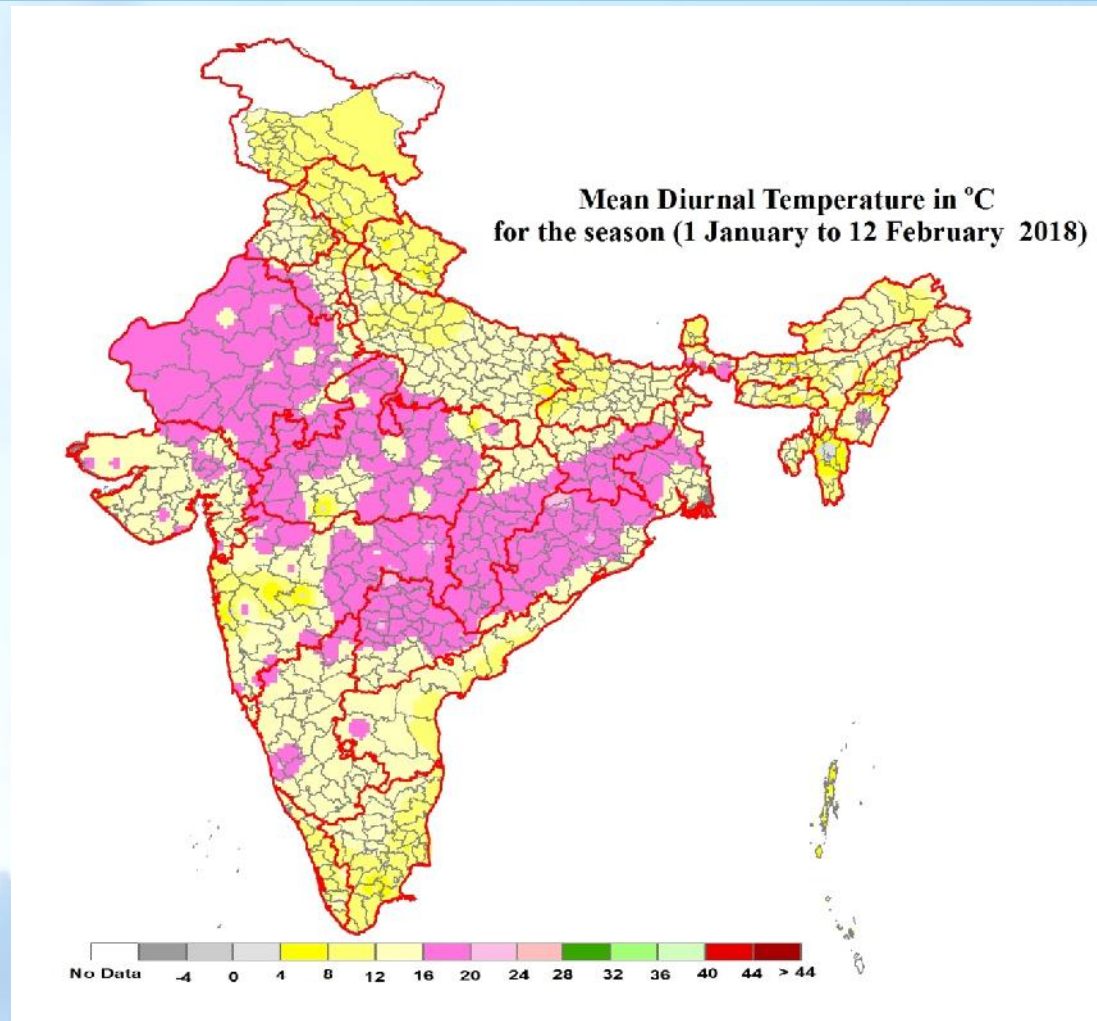 Mean Diurnal Temperature in °C
for the season (1 January to 12 February 2018)
No Data -4 0 4 8 12 16 20 24 28 32 36 40 44 > 44